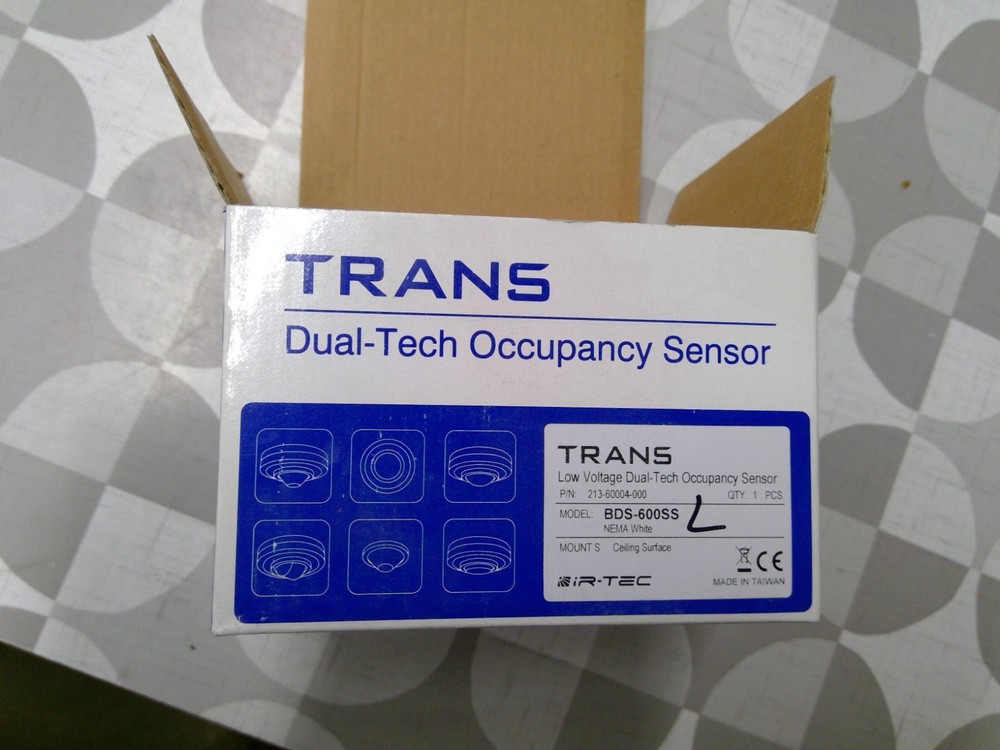 TRANS
Dual-Tech Occupancy Sensor
TRANS
Low Voltage Dual-Tech Occupancy Sensor
P/N: 213-60004-000 QTY. 1 PCS
MODEL: BDS-600SS L
NEMA White
MOUNT S Ceiling Surface
CE
iR-TEC
MADE IN TAIWAN